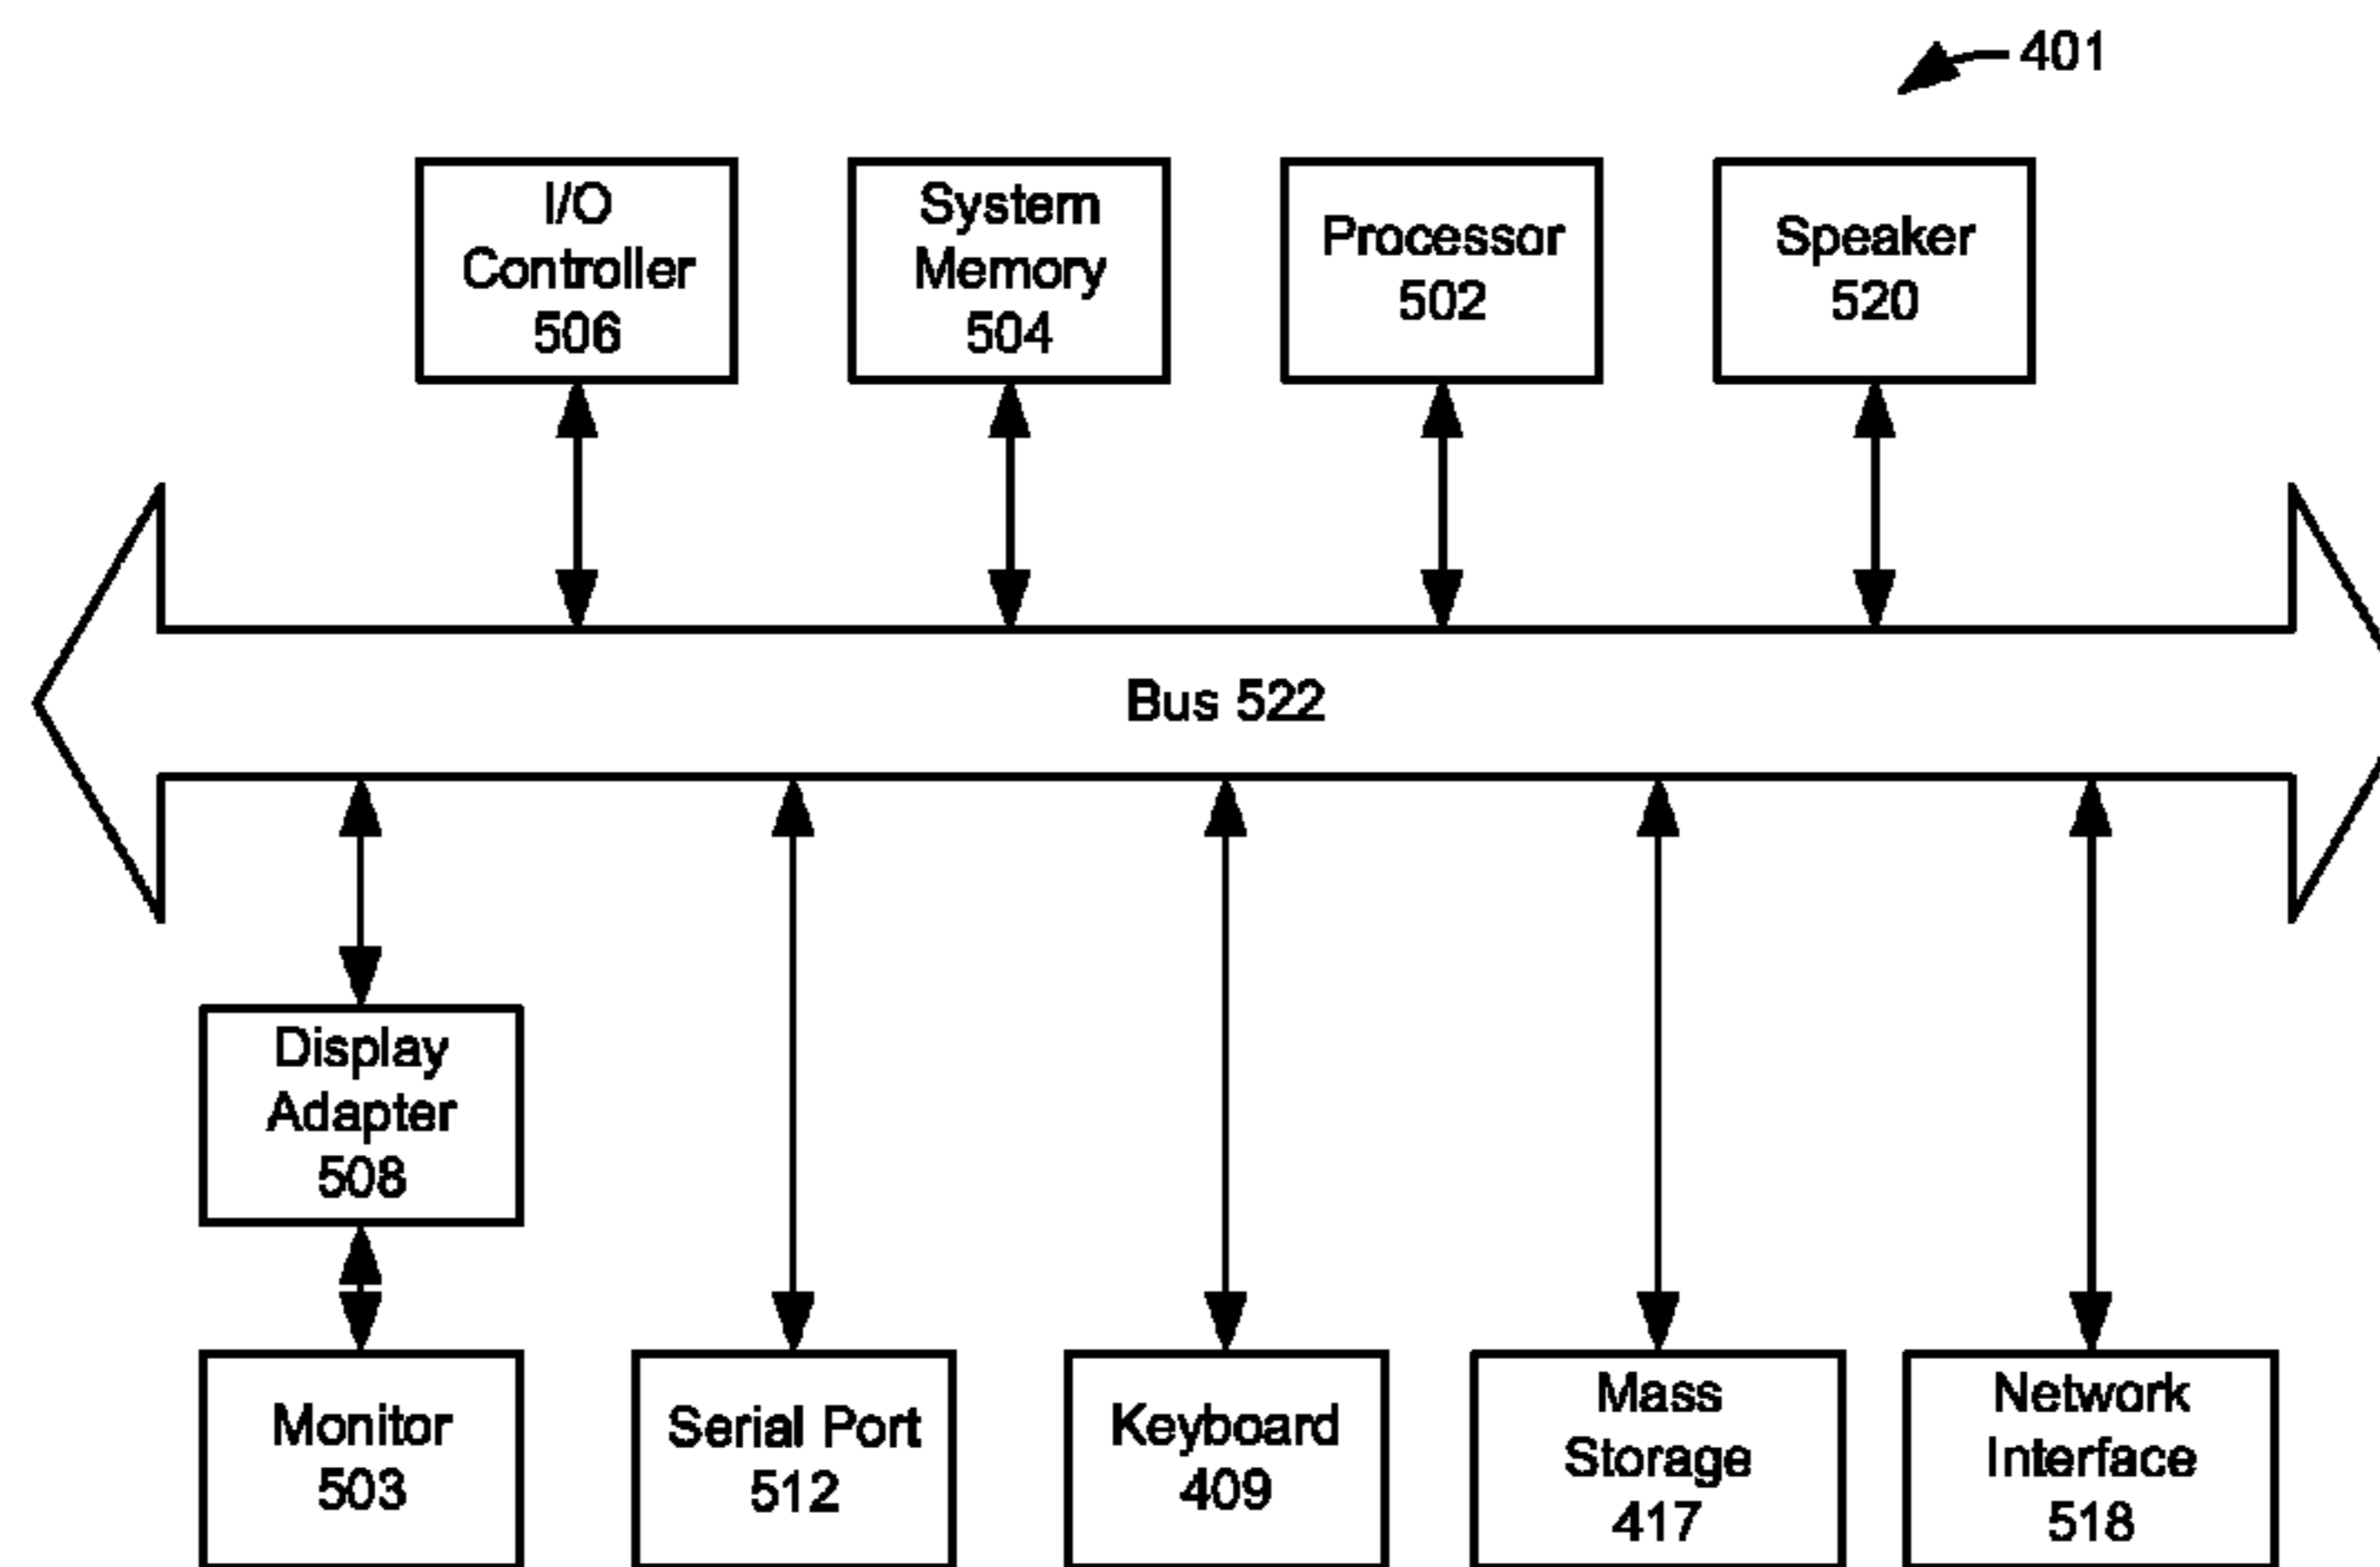 401
I/O
Controller
506
System
Memory
504
Processor
502
Speaker
520
Bus 522
Display
Adapter
508
Monitor
503
Serial Port
512
Keyboard
409
Mass
Storage
417
Network
Interface
518